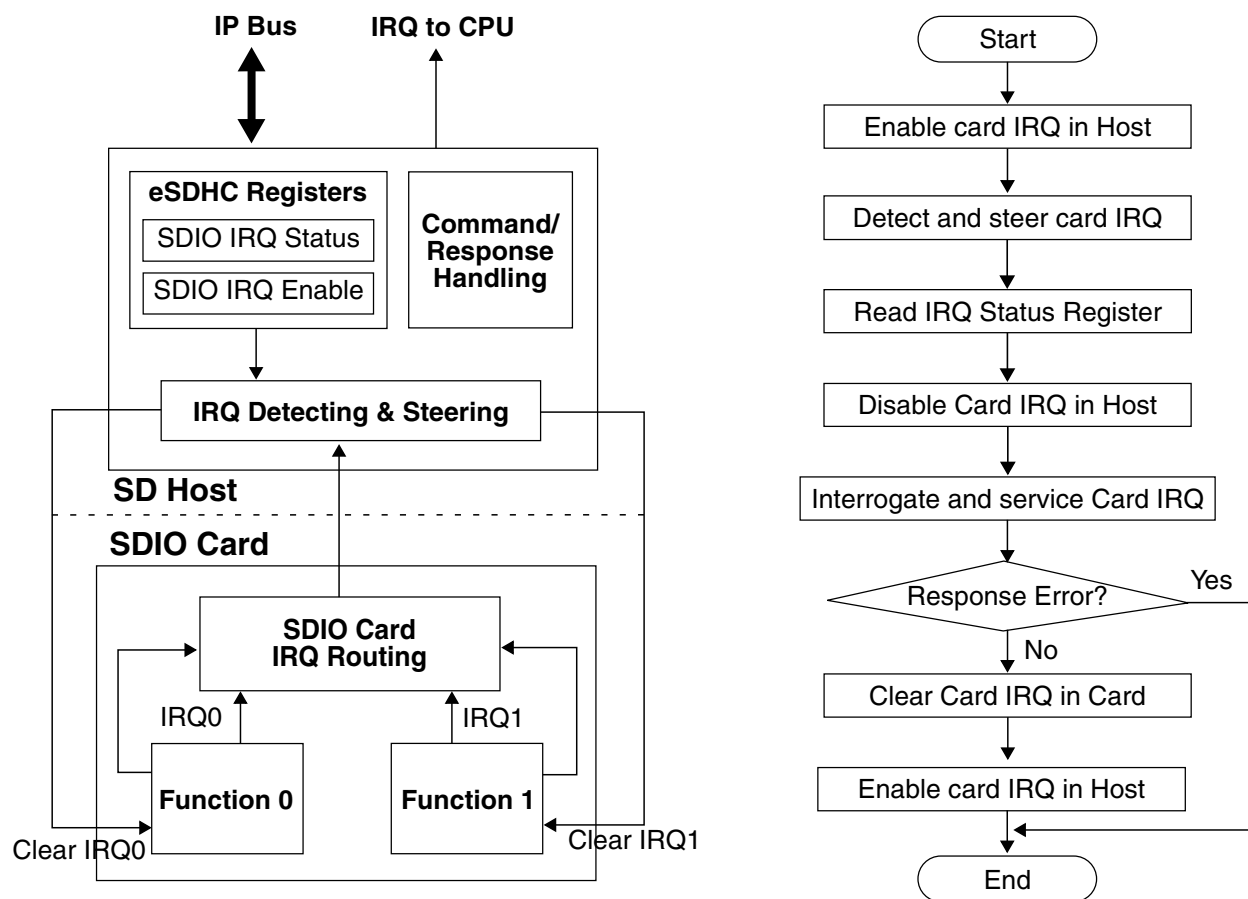 IP Bus
IRQ to CPU
eSDHC Registers
SDIO IRQ Status
SDIO IRQ Enable
Command/
Response
Handling
IRQ Detecting & Steering
SD Host
SDIO Card
SDIO Card
IRQ Routing
IRQ0
IRQ1
Function 0
Function 1
Clear IRQ0
Clear IRQ1
Start
Enable card IRQ in Host
Detect and steer card IRQ
Read IRQ Status Register
Disable Card IRQ in Host
Interrogate and service Card IRQ
Response Error?
Yes
No
Clear Card IRQ in Card
Enable card IRQ in Host
End